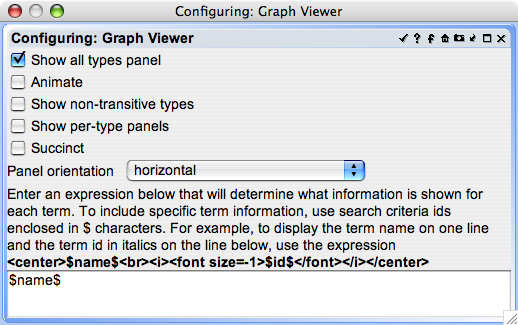 Configuring: Graph Viewer
Configuring: Graph Viewer
Show all types panel
Animate
Show non-transitive types
Show per-type panels
Succinct
Panel orientation horizontal
Enter an expression below that will determine what information is shown for
each term. To include specific term information, use search criteria ids
enclosed in $ characters. For example, to display the term name on one line
and the term id in italics on the line below, use the expression
<center>$name$<br><i><font size=-1>$id$</font></i></center>
$name$